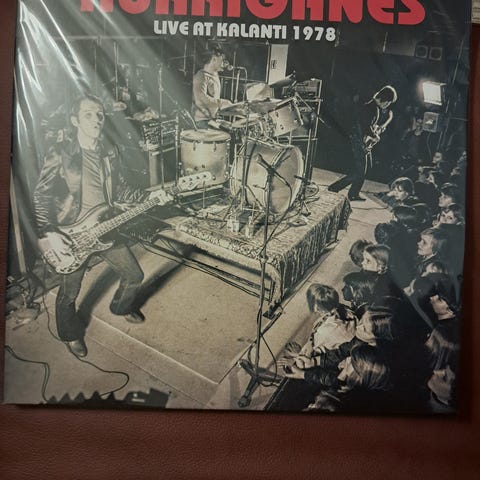 HURRIGANES
LIVE AT KALANTI 1978